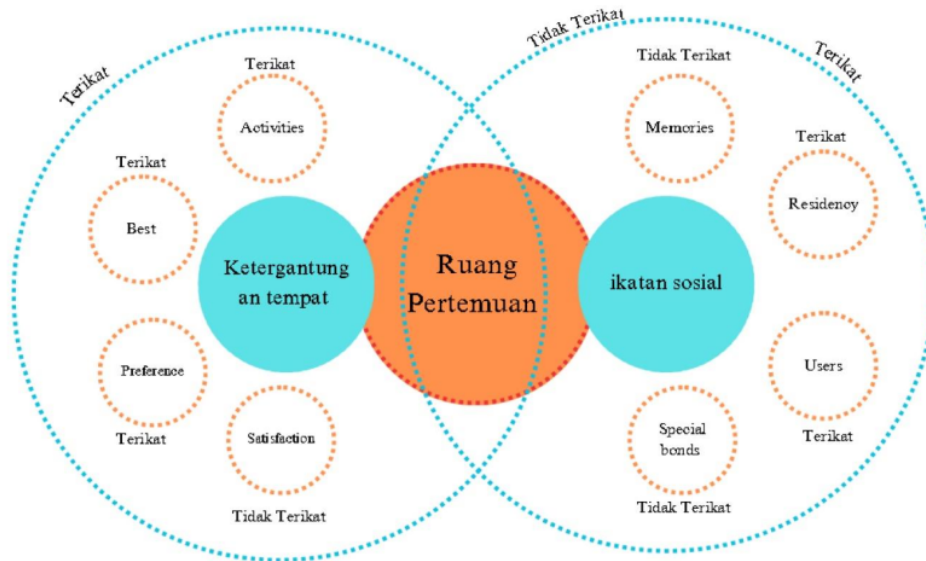 Tidak Terikat
Terikat
Terikat
Terikat
Activities
Terikat
Best
Ketergantung
an tempat
Preference
Terikat
Satisfaction
Tidak Terikat
Ruang
Pertemuan
Tidak Terikat
Memories
Terikat
Residency
ikatan sosial
Users
Terikat
Special
bonds
Tidak Terikat